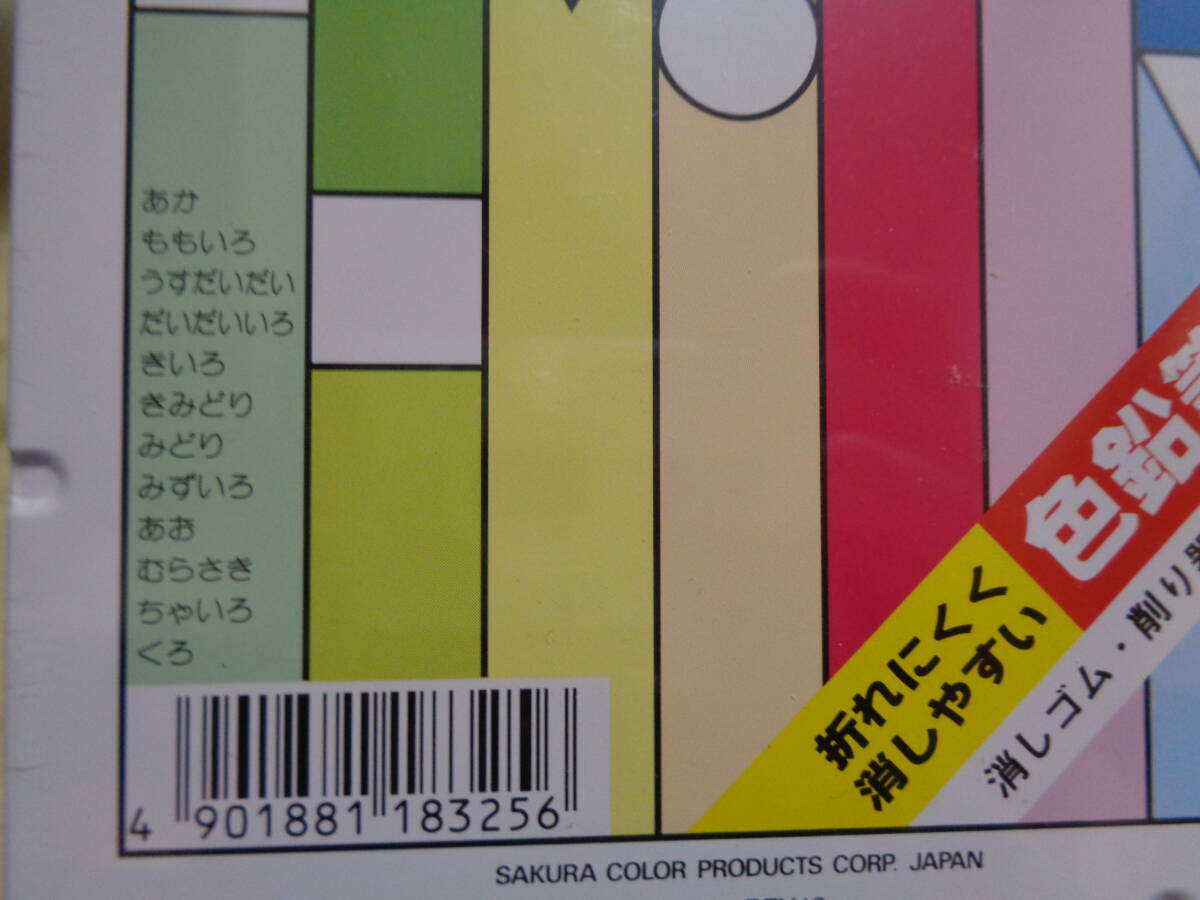 あか
ももいろ
うすだいだい
だいだいいろ
きいろ
きみどり
みどり
みずいろ
あお
むらさき
ちゃいろ
くろ
4 901881 183256
色鉛筆
折れにくく
消しやすい
消しゴム・削り器
SAKURA COLOR PRODUCTS CORP. JAPAN